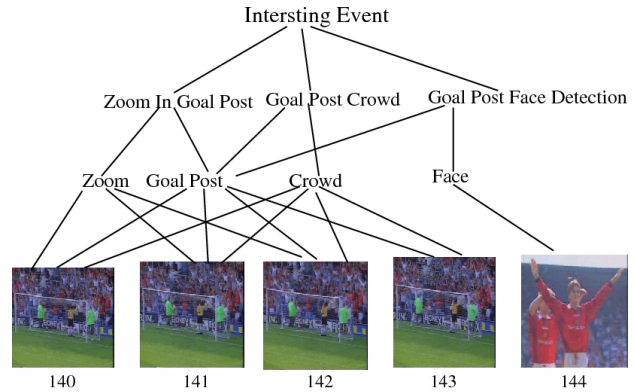 Intersting Event
Zoom In Goal Post Goal Post Crowd Goal Post Face Detection
Zoom Goal Post Crowd Face
140 141 142 143 144